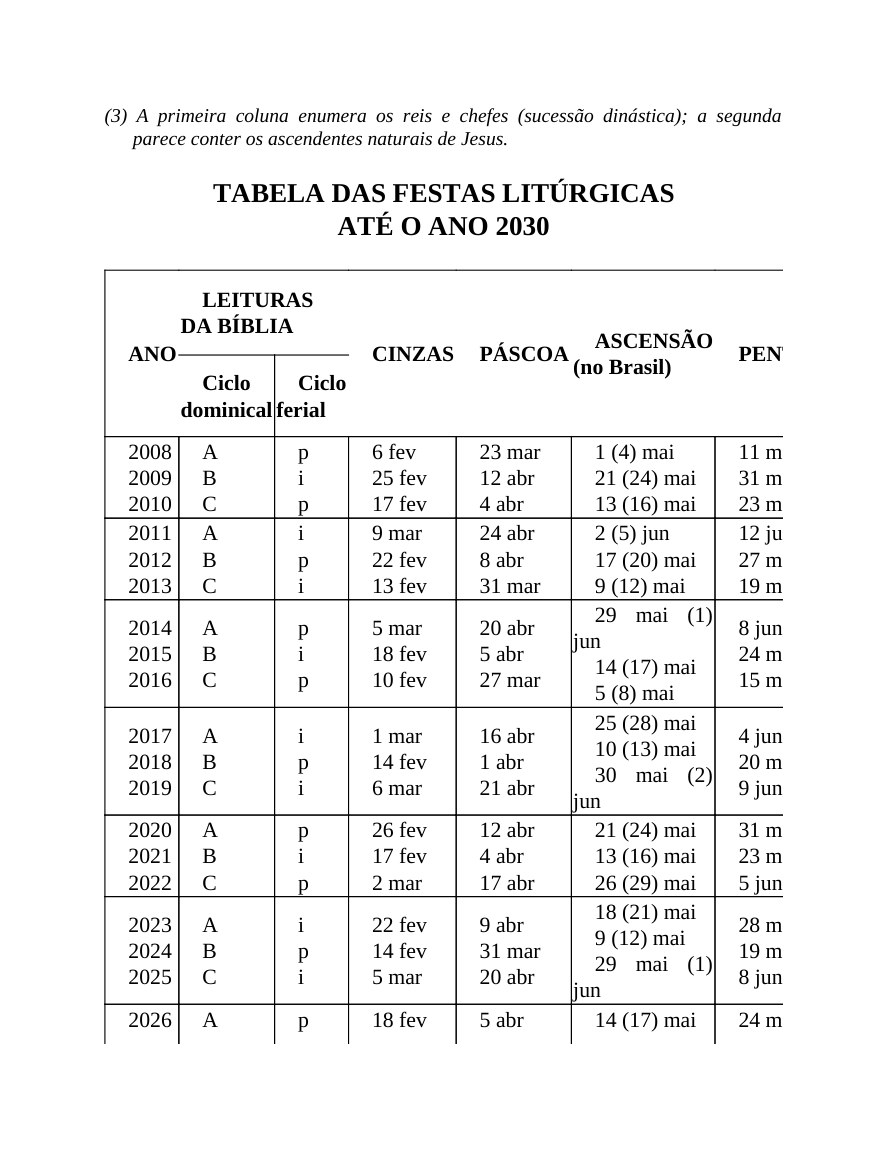 (3) A primeira coluna enumera os reis e chefes (sucessão dinástica); a segunda
parece conter os ascendentes naturais de Jesus.
TABELA DAS FESTAS LITÚRGICAS
ATÉ O ANO 2030
LEITURAS
DA BÍBLIA
ANO CINZAS PÁSCOA ASCENSÃO
(no Brasil)
Ciclo
dominical
Ciclo
ferial
2008 A p 6 fev 23 mar 1 (4) mai 11 m
2009 B i 25 fev 12 abr 21 (24) mai 31 m
2010 C p 17 fev 4 abr 13 (16) mai 23 m
2011 A i 9 mar 24 abr 2 (5) jun 12 ju
2012 B p 22 fev 8 abr 17 (20) mai 27 m
2013 C i 13 fev 31 mar 9 (12) mai 19 m
2014 A p 5 mar 20 abr 29 mai (1)
jun 8 jun
2015 B i 18 fev 5 abr 14 (17) mai 24 m
2016 C p 10 fev 27 mar 5 (8) mai 15 m
2017 A i 1 mar 16 abr 25 (28) mai 4 jun
2018 B p 14 fev 1 abr 10 (13) mai 20 m
2019 C i 6 mar 21 abr 30 mai (2)
jun 9 jun
2020 A p 26 fev 12 abr 21 (24) mai 31 m
2021 B i 17 fev 4 abr 13 (16) mai 23 m
2022 C p 2 mar 17 abr 26 (29) mai 5 jun
2023 A i 22 fev 9 abr 18 (21) mai 28 m
2024 B p 14 fev 31 mar 9 (12) mai 19 m
2025 C i 5 mar 20 abr 29 mai (1)
jun 8 jun
2026 A p 18 fev 5 abr 14 (17) mai 24 m